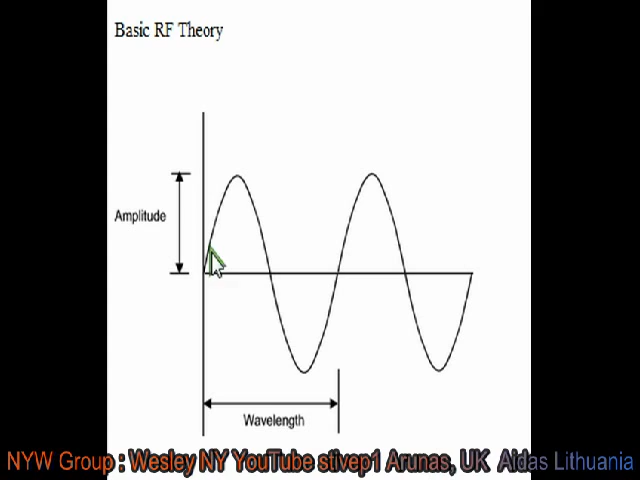 Basic RF Theory
Amplitude
Wavelength
NYW Group : Wesley NY YouTube stivep1 Arunas, UK Aidas Lithuania